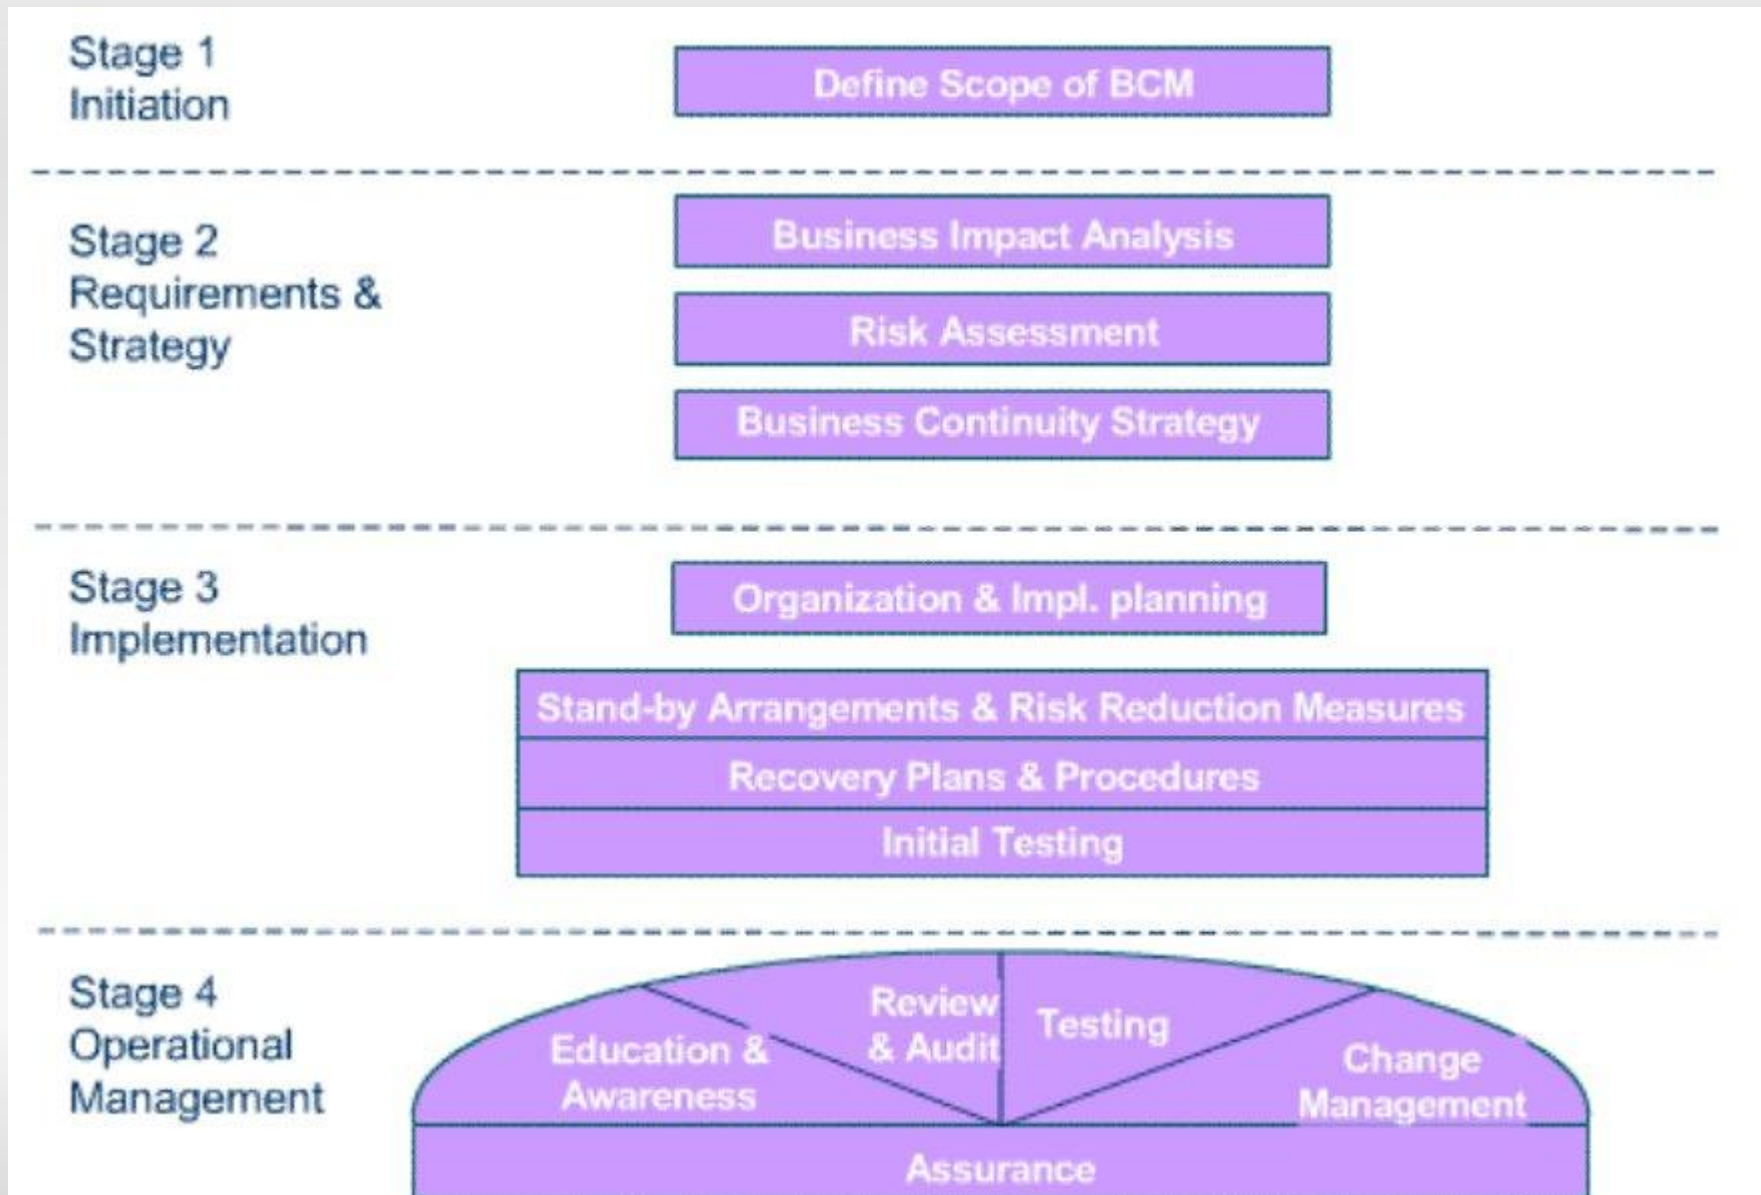 Stage 1
Initiation
Define Scope of BCM
Stage 2
Requirements &
Strategy
Business Impact Analysis
Risk Assessment
Business Continuity Strategy
Stage 3
Implementation
Organization & Impl. planning
Stand-by Arrangements & Risk Reduction Measures
Recovery Plans & Procedures
Initial Testing
Stage 4
Operational
Management
Education &
Awareness
Review
& Audit
Testing
Change
Management
Assurance